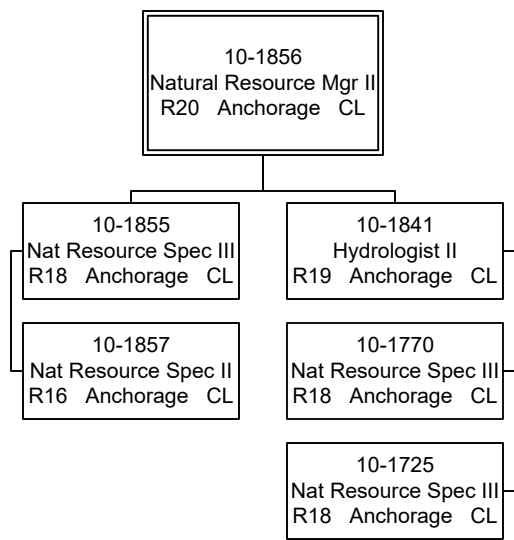 10-1856
Natural Resource Mgr II
R20 Anchorage CL
10-1855
Nat Resource Spec III
R18 Anchorage CL
10-1841
Hydrologist II
R19 Anchorage CL
10-1857
Nat Resource Spec II
R16 Anchorage CL
10-1770
Nat Resource Spec III
R18 Anchorage CL
10-1725
Nat Resource Spec III
R18 Anchorage CL